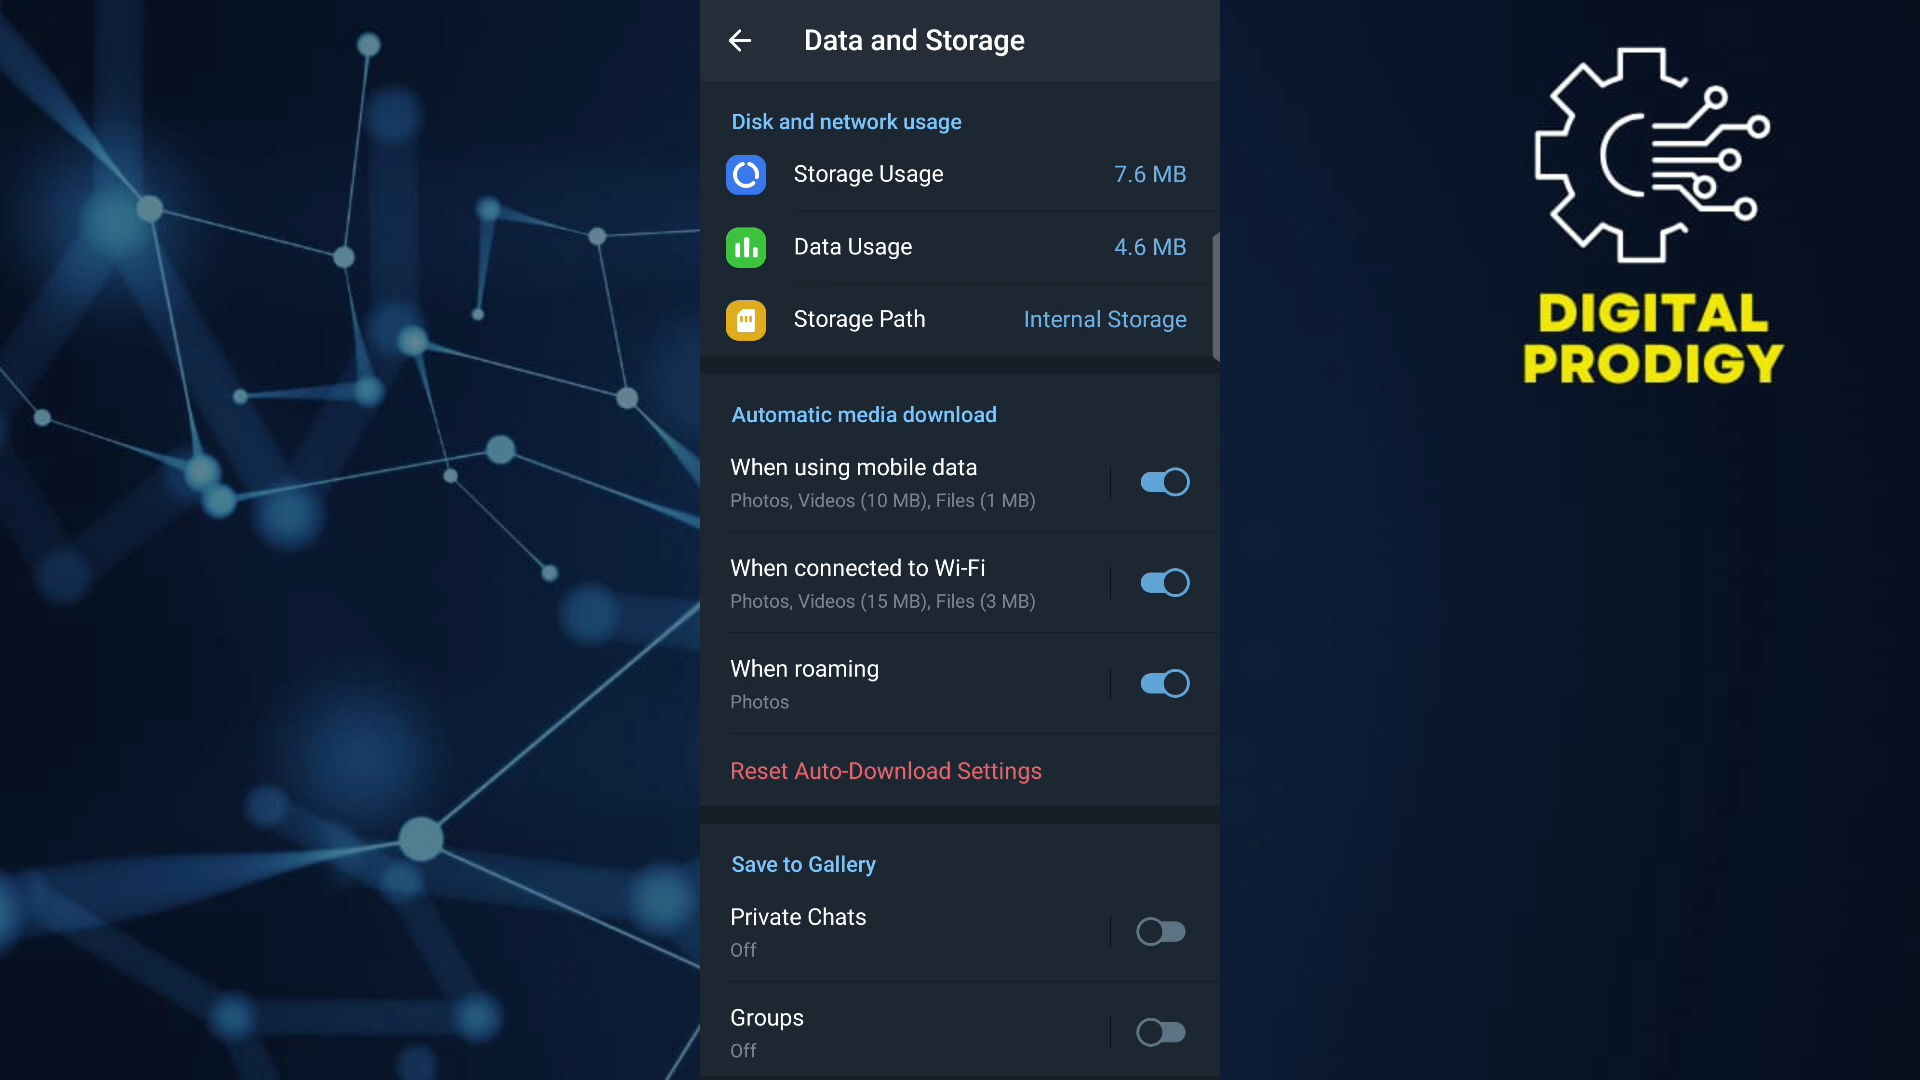 Data and Storage
Disk and network usage
Storage Usage 7.6 MB
Data Usage 4.6 MB
Storage Path Internal Storage
Automatic media download
When using mobile data
Photos, Videos (10 MB), Files (1 MB)
When connected to Wi-Fi
Photos, Videos (15 MB), Files (3 MB)
When roaming
Photos
Reset Auto-Download Settings
Save to Gallery
Private Chats
Off
Groups
Off
DIGITAL
PRODIGY